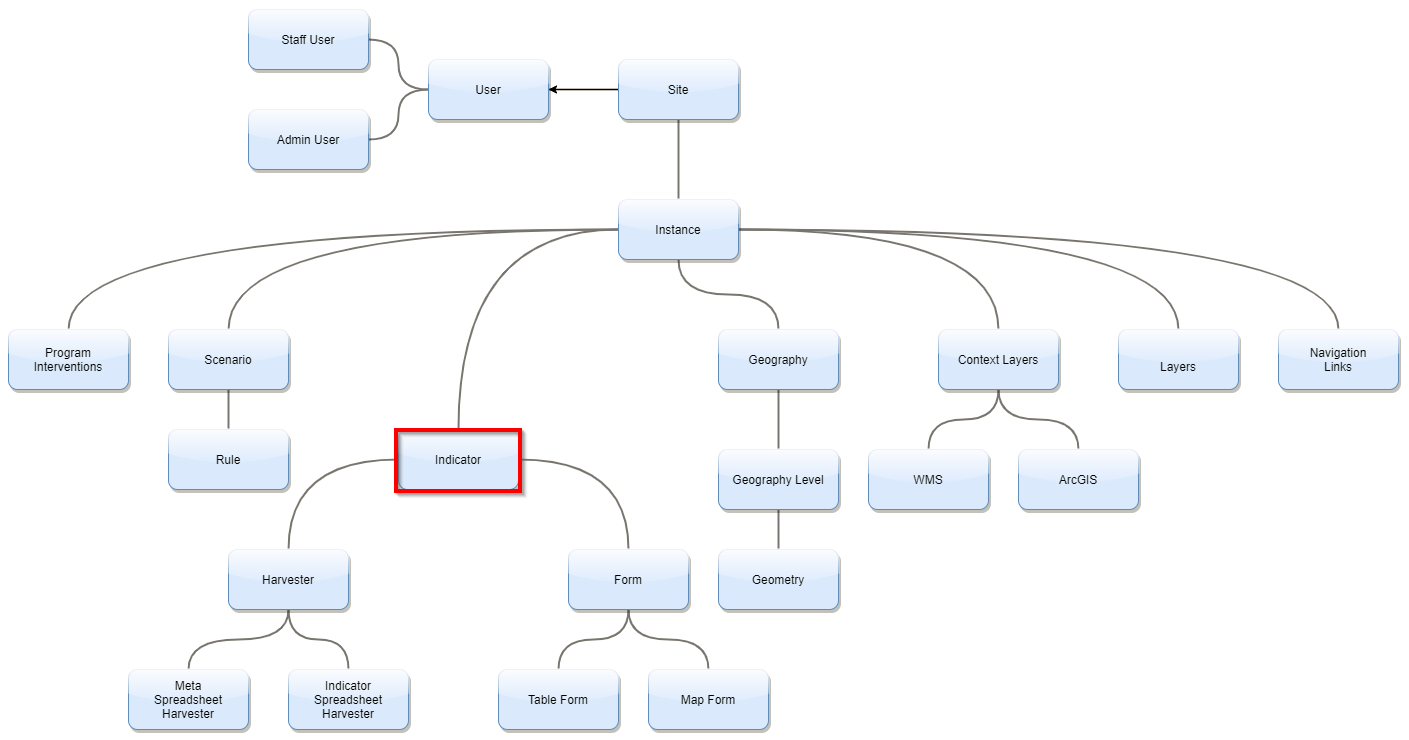 Staff User
User
Site
Admin User
Instance
Program
Interventions
Scenario
Geography
Context Layers
Layers
Navigation
Links
Rule
Indicator
Geography Level
WMS
ArcGIS
Harvester
Form
Geometry
Meta
Spreadsheet
Harvester
Indicator
Spreadsheet
Harvester
Table Form
Map Form